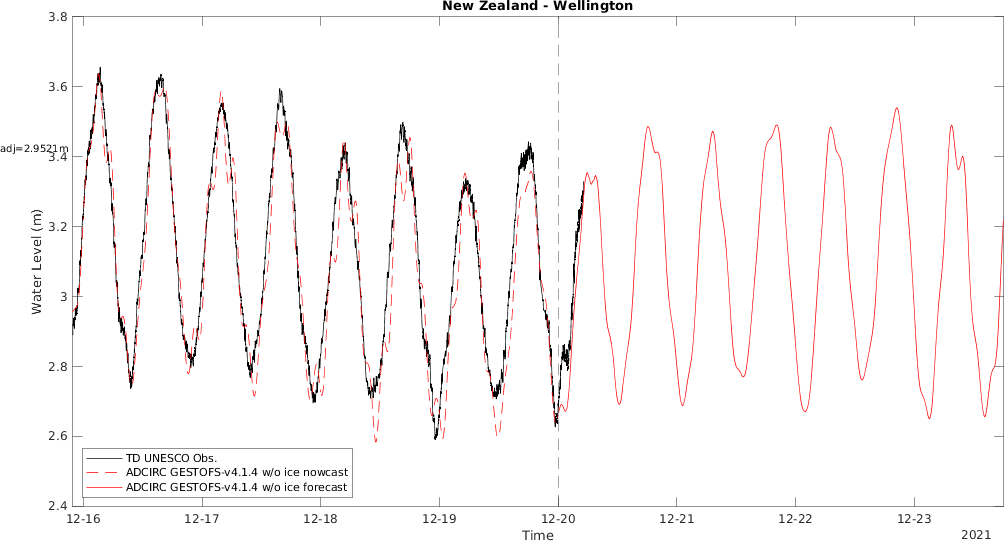 New Zealand - Wellington
3.8
3.6
adj=2.9521m
3.4
3.2
Water Level (m)
3
2.8
2.6
2.4
TD UNESCO Obs.
ADCIRC GESTOFS-v4.1.4 w/o ice nowcast
ADCIRC GESTOFS-v4.1.4 w/o ice forecast
12-16 12-17 12-18 12-19 12-20 12-21 12-22 12-23
Time
2021